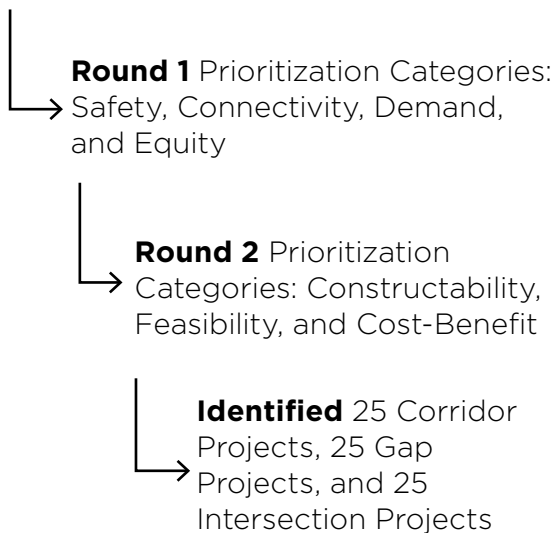 Round 1 Prioritization Categories:
Safety, Connectivity, Demand,
and Equity
Round 2 Prioritization
Categories: Constructability,
Feasibility, and Cost-Benefit
Identified 25 Corridor
Projects, 25 Gap
Projects, and 25
Intersection Projects